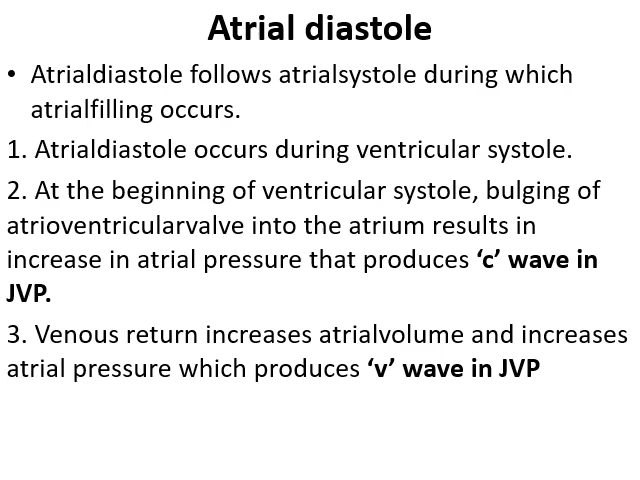 Atrial diastole
• Atrialdiastole follows atrialsystole during which
atrialfilling occurs.
1. Atrialdiastole occurs during ventricular systole.
2. At the beginning of ventricular systole, bulging of
atrioventricularvalve into the atrium results in
increase in atrial pressure that produces ‘c’ wave in
JVP.
3. Venous return increases atrialvolume and increases
atrial pressure which produces ‘v’ wave in JVP